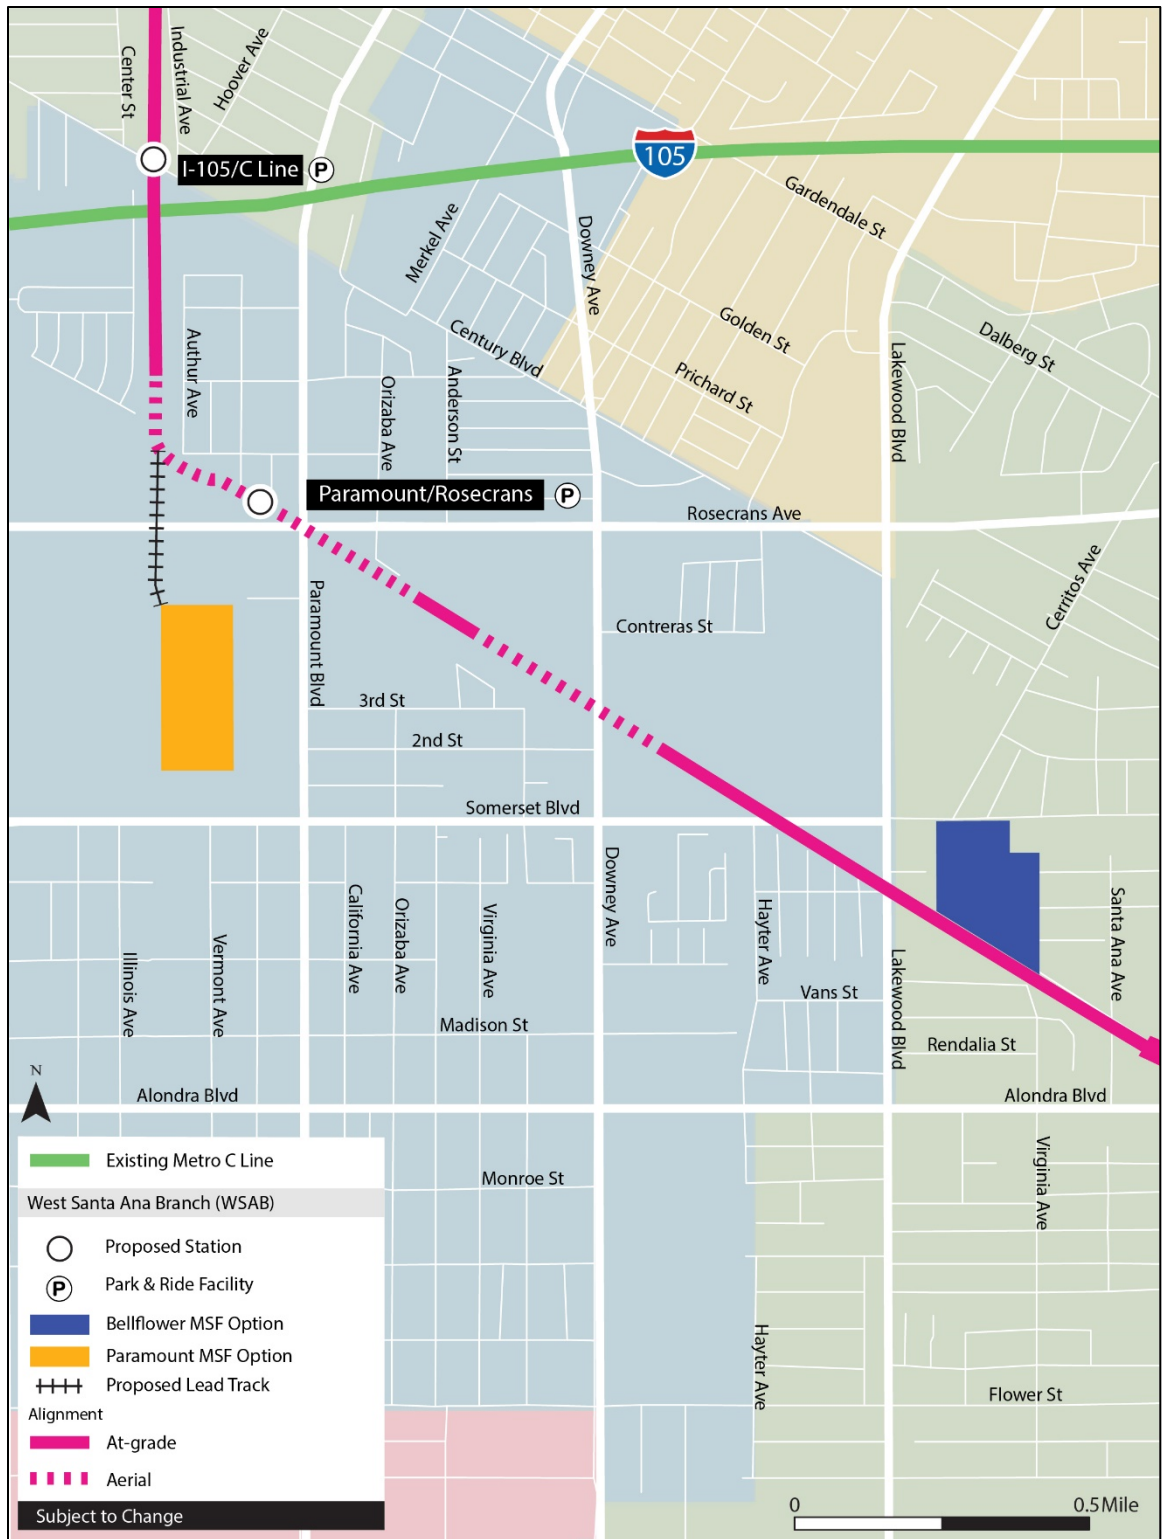 Center St
Industrial Ave
Hoover Ave
I-105/C Line
P
105
Gardendale St
Merkel Ave
Downey Ave
Golden St
Dalberg St
Century Blvd
Prichard St
Lakewood Blvd
Authur Ave
Orizaba Ave
Anderson St
Paramount/Rosecrans
P
Rosecrans Ave
Cerritos Ave
Paramount Blvd
Contreras St
3rd St
2nd St
Somerset Blvd
Downey Ave
California Ave
Orizaba Ave
Virginia Ave
Hayter Ave
Santa Ana Ave
Illinois Ave
Vermont Ave
Vans St
Lakewood Blvd
Madison St
Rendalia St
N
Alondra Blvd
Alondra Blvd
Monroe St
Virginia Ave
Hayter Ave
Flower St
Existing Metro C Line
West Santa Ana Branch (WSAB)
Proposed Station
P
Park & Ride Facility
Bellflower MSF Option
Paramount MSF Option
Proposed Lead Track
Alignment
At-grade
Aerial
Subject to Change
0
0.5Mile